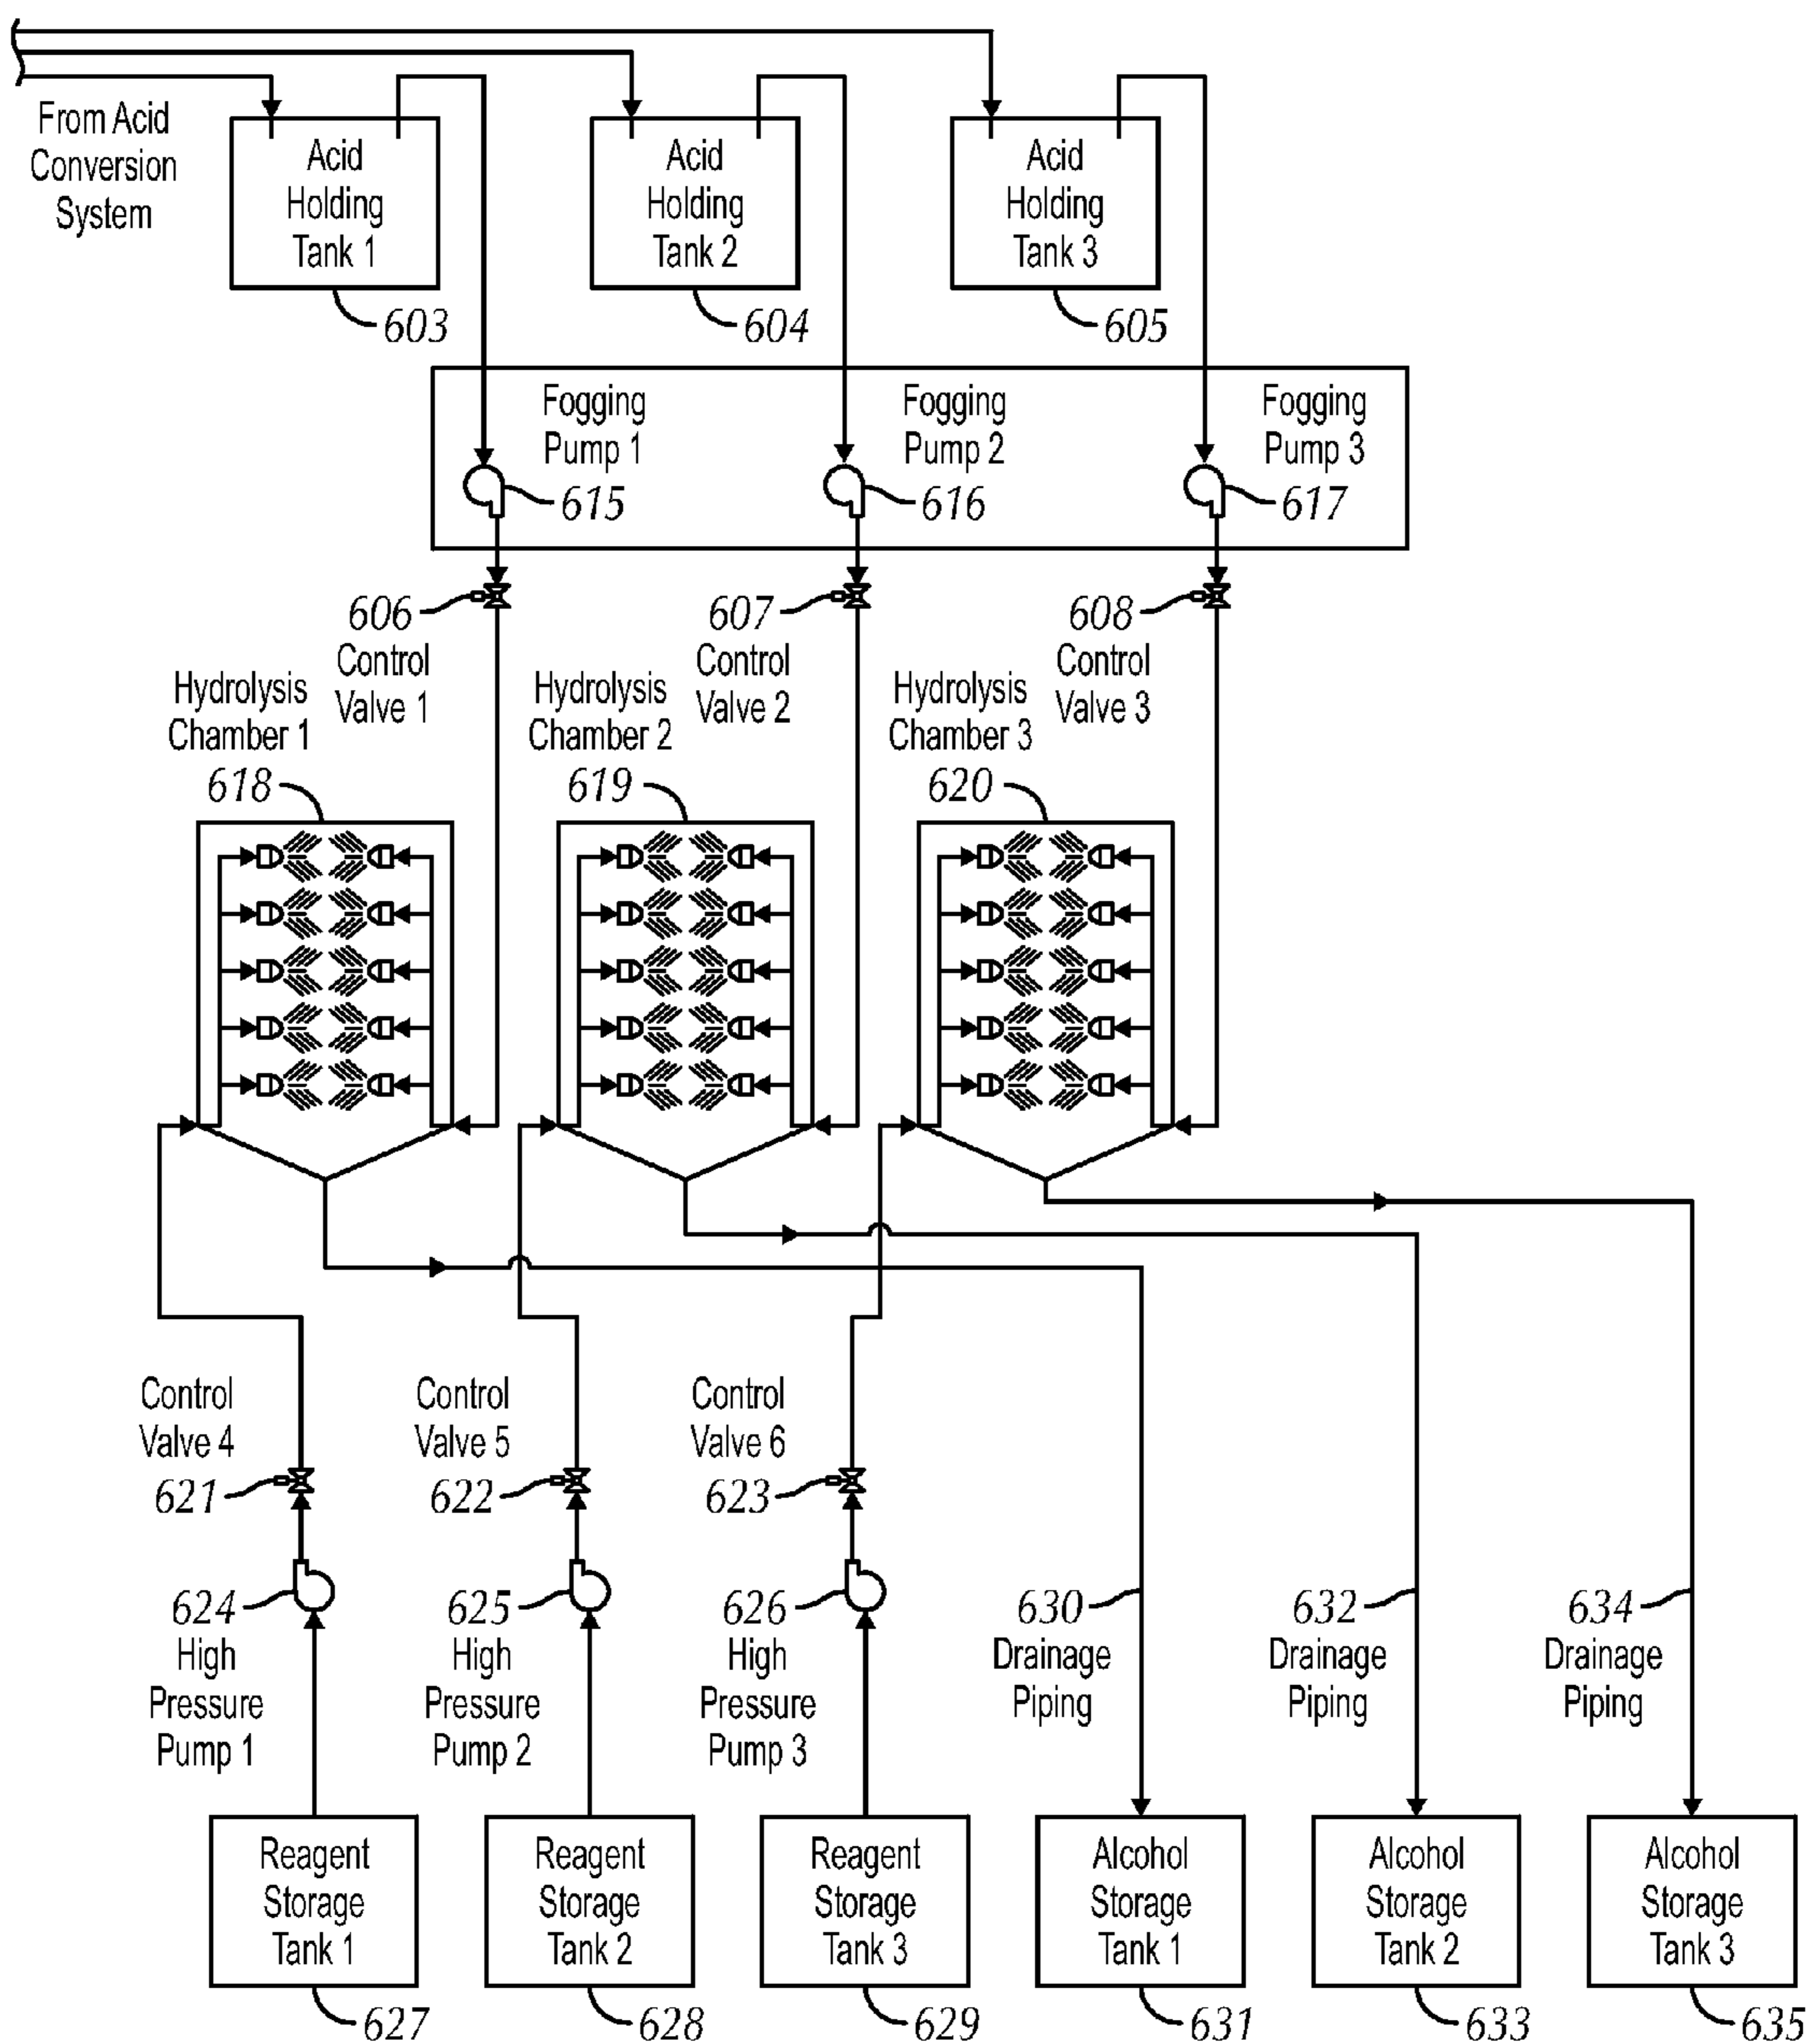 From Acid
Conversion
System
Acid
Holding
Tank 1
603
Acid
Holding
Tank 2
604
Acid
Holding
Tank 3
605
Fogging
Pump 1
615
Fogging
Pump 2
616
Fogging
Pump 3
617
606
Control
Valve 1
607
Control
Valve 2
608
Control
Valve 3
Hydrolysis
Chamber 1
618
Hydrolysis
Chamber 2
619
Hydrolysis
Chamber 3
620
Control
Valve 4
621
Control
Valve 5
622
Control
Valve 6
623
624
High
Pressure
Pump 1
625
High
Pressure
Pump 2
626
High
Pressure
Pump 3
630
Drainage
Piping
632
Drainage
Piping
634
Drainage
Piping
Reagent
Storage
Tank 1
627
Reagent
Storage
Tank 2
628
Reagent
Storage
Tank 3
629
Alcohol
Storage
Tank 1
631
Alcohol
Storage
Tank 2
633
Alcohol
Storage
Tank 3
635